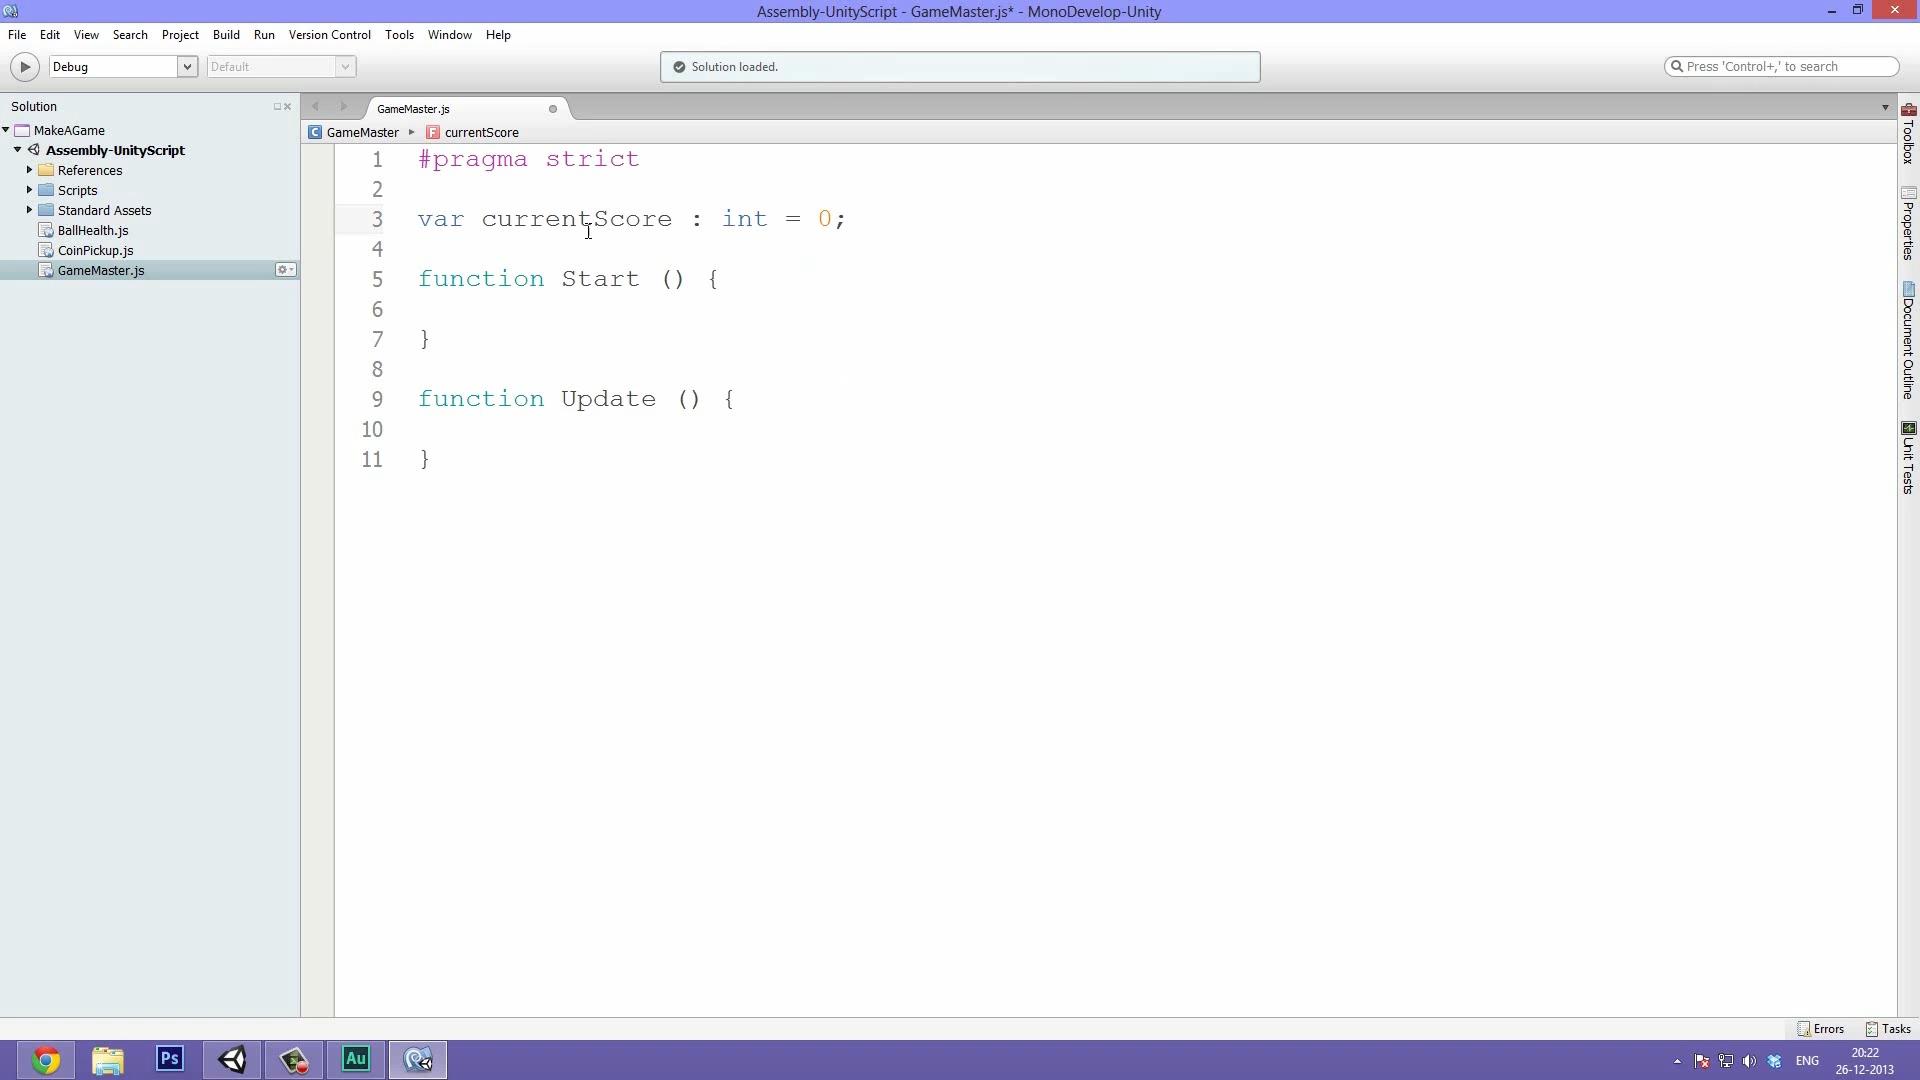 Assembly-UnityScript - GameMaster.js* - MonoDevelop-Unity
File Edit View Search Project Build Run Version Control Tools Window Help
Debug Default Solution loaded. Press 'Control+,' to search
Solution
MakeAGame
Assembly-UnityScript
References
Scripts
Standard Assets
BallHealth.js
CoinPickup.js
GameMaster.js
GameMaster.js
GameMaster currentScore
1 #pragma strict
2
3 var currentScore : int = 0;
4
5 function Start () {
6
7 }
8
9 function Update () {
10
11 }
Toolbox
Properties
Document Outline
Unit Tests
Errors Tasks
Ps Au ENG
20:22
26-12-2013